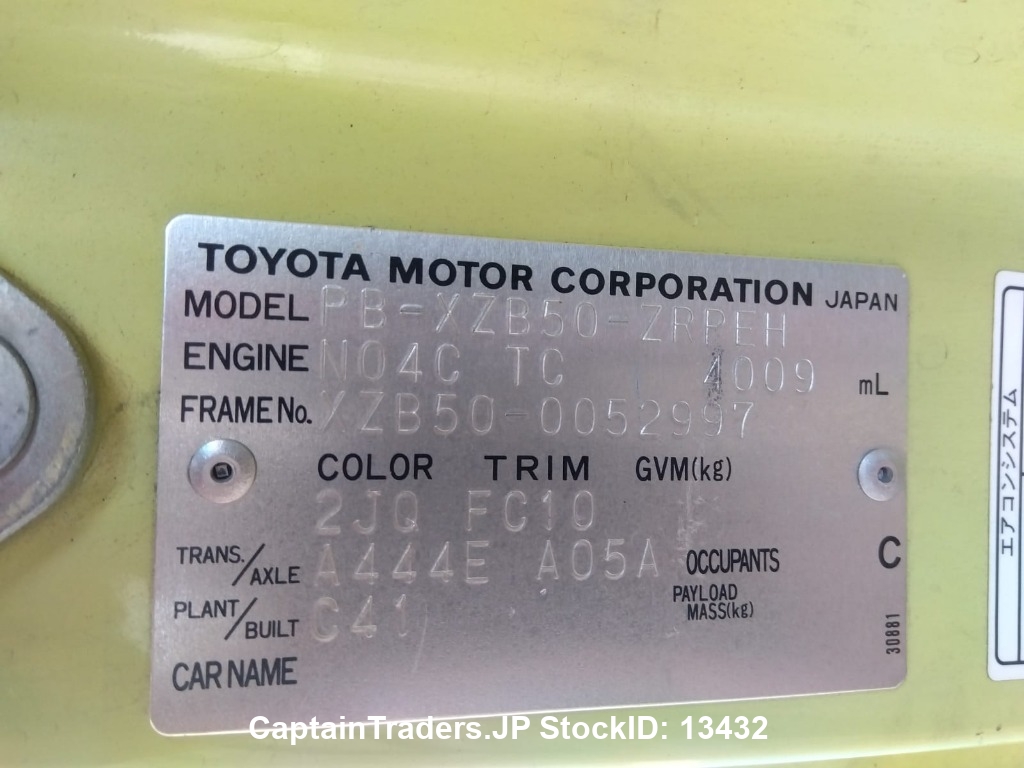 TOYOTA MOTOR CORPORATION JAPAN
MODEL PB-XZB50-ZRPEH
ENGINE N04C TC 4009 mL
FRAME No. XZB50-0052997
COLOR TRIM GVM(kg)
2JQ FC10
TRANS./AXLE A444E A05A OCCUPANTS C
PLANT/BUILT C41 PAYLOAD MASS(kg)
CAR NAME
30881
エアコンシステム
CaptainTraders.JP StockID: 13432